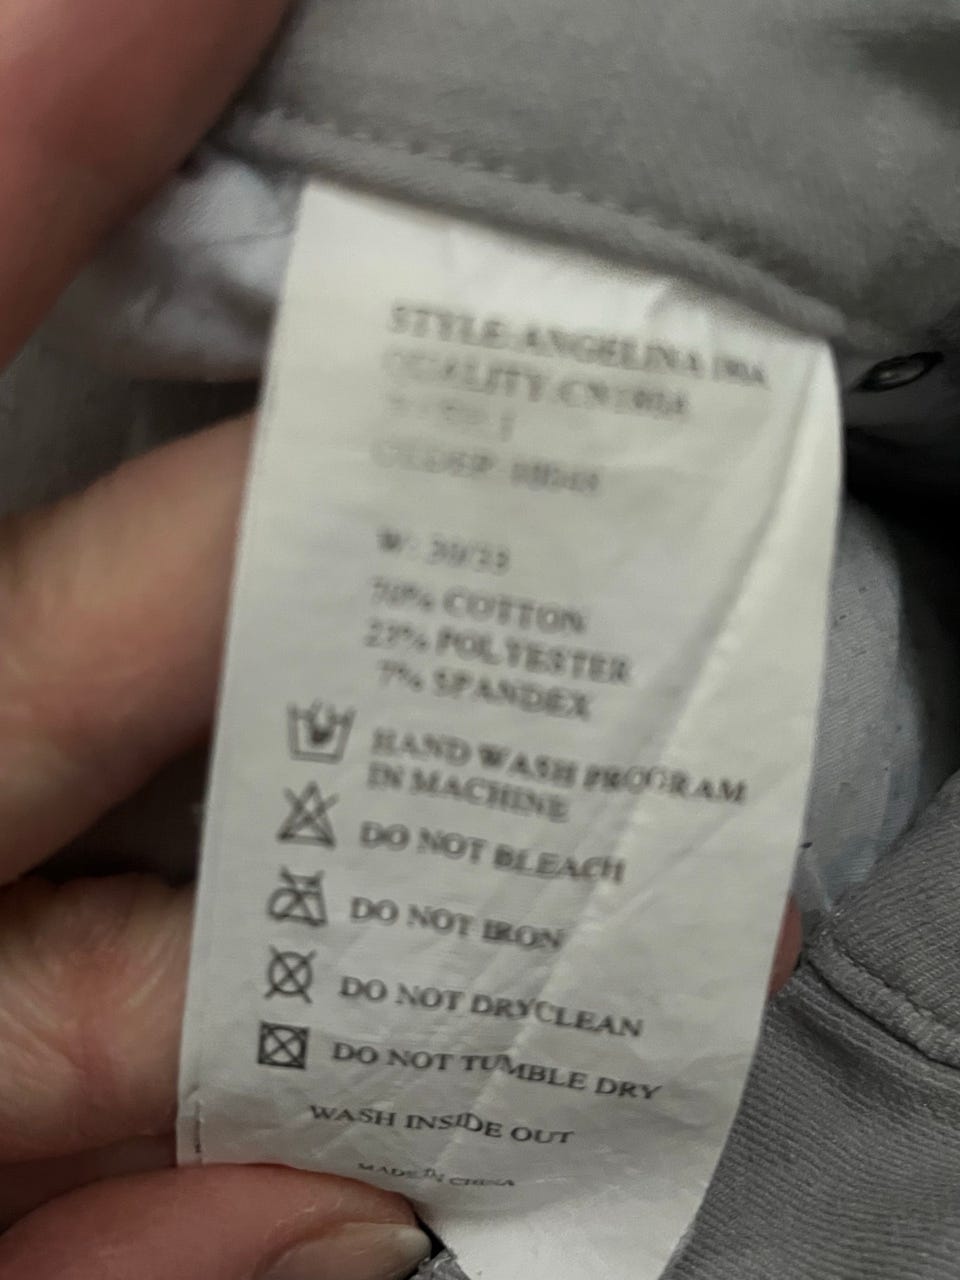 STYLE:ANGELINA
QUALITY:
W: 30/33
70% COTTON
23% POLYESTER
7% SPANDEX
HAND WASH PROGRAM
IN MACHINE
DO NOT BLEACH
DO NOT IRON
DO NOT DRYCLEAN
DO NOT TUMBLE DRY
WASH INSIDE OUT
MADE IN CHINA